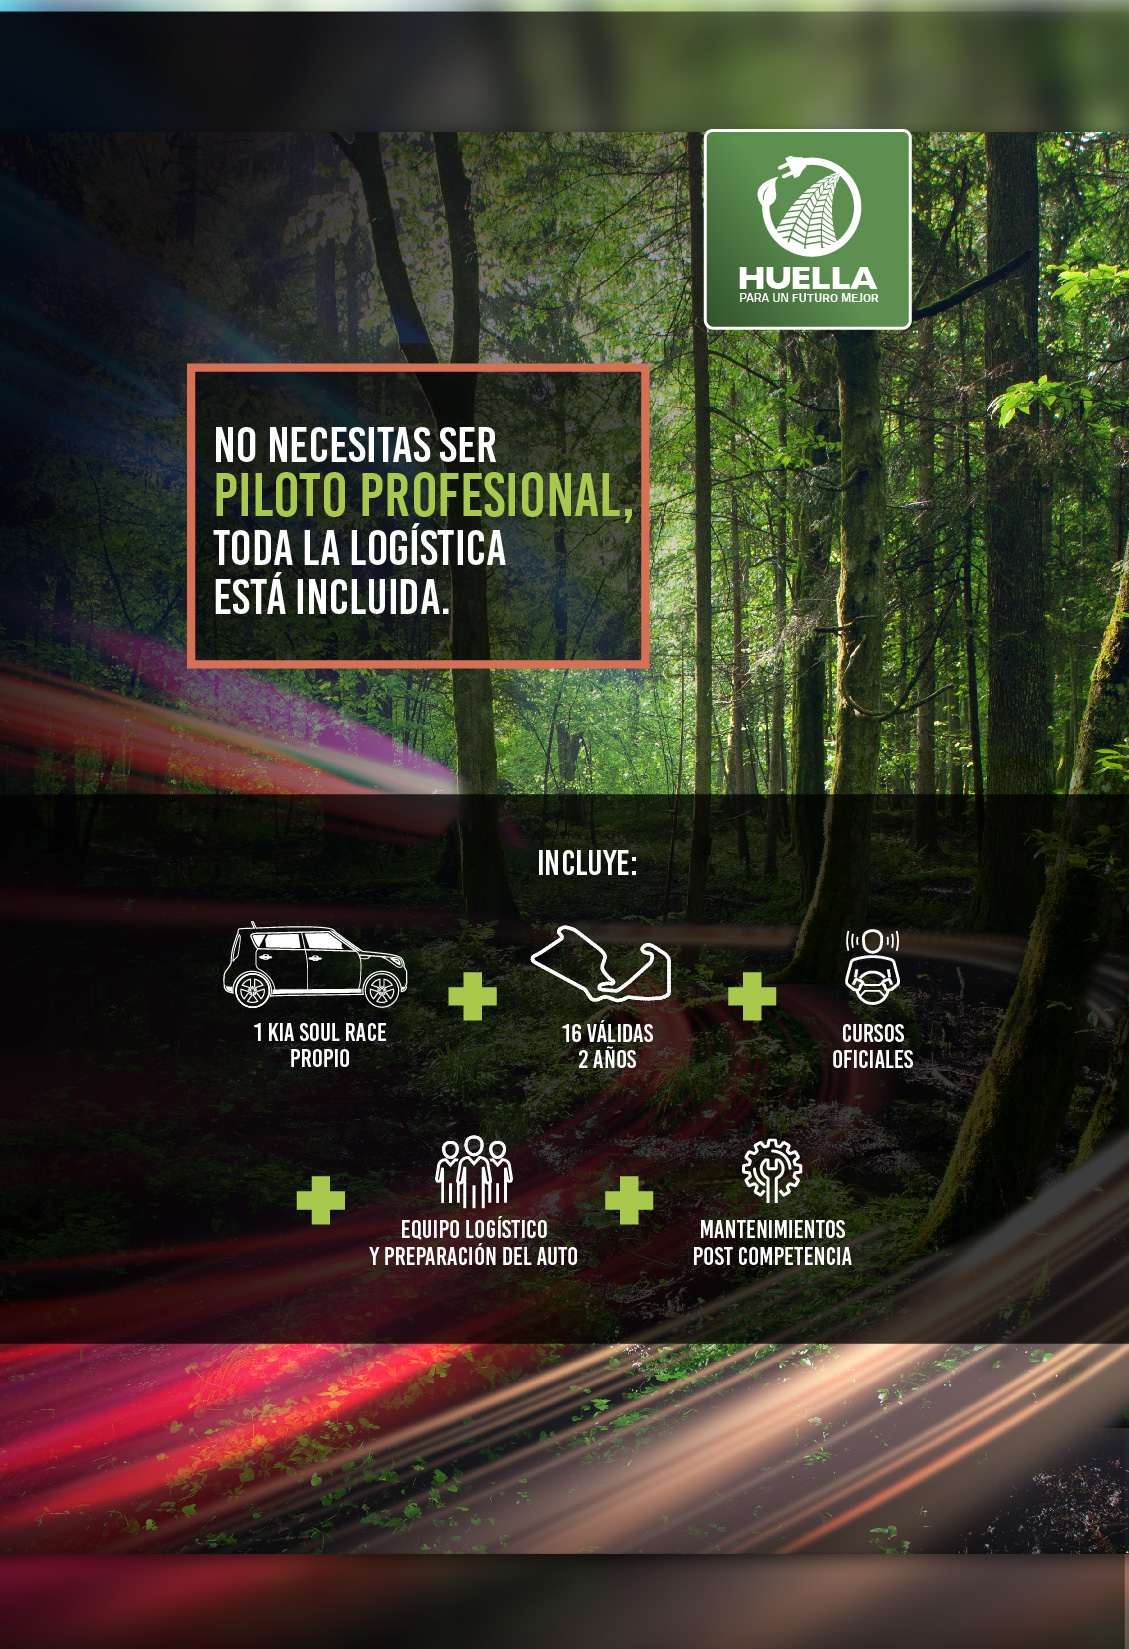 HUELLA
PARA UN FUTURO MEJOR
NO NECESITAS SER
PILOTO PROFESIONAL,
TODA LA LOGÍSTICA
ESTÁ INCLUIDA.
INCLUYE:
1 KIA SOUL RACE
PROPIO
16 VÁLIDAS
2 AÑOS
CURSOS
OFICIALES
EQUIPO LOGÍSTICO
Y PREPARACIÓN DEL AUTO
MANTENIMIENTOS
POST COMPETENCIA